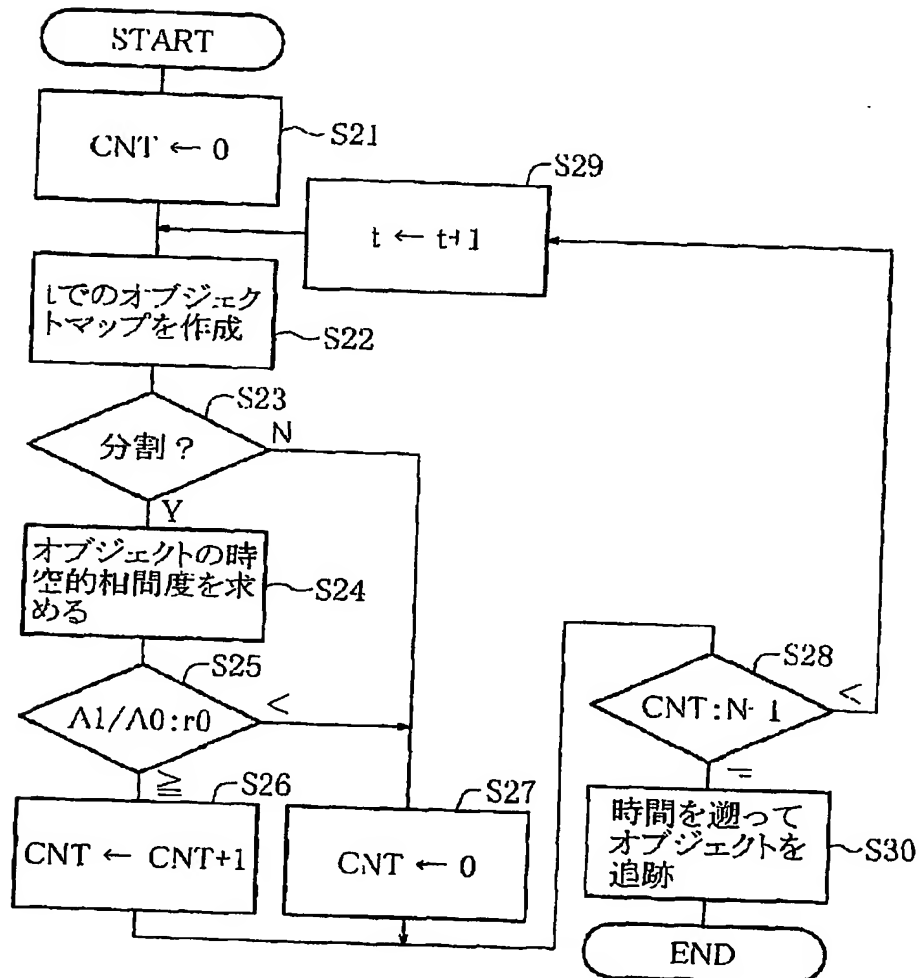 START
CNT ← 0
S21
S29
t ← t+1
tでのオブジェク
トマップを作成
S22
S23
分割？
N
Y
オブジェクトの時
空的相関度を求
める
S24
S25
A1/A0:r0
<
≧
S26
CNT ← CNT+1
S27
CNT ← 0
S28
CNT:N-1
<
=
時間を遡って
オブジェクトを
追跡
S30
END